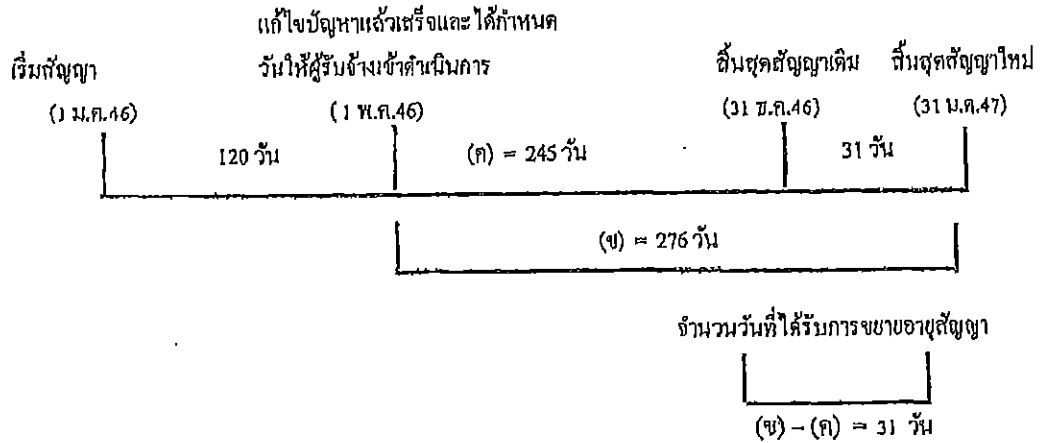 แก้ไขปัญหาแล้วเสร็จและได้กำหนด
เริ่มสัญญา วันให้ผู้รับจ้างเข้าดำเนินการ สิ้นสุดสัญญาเดิม สิ้นสุดสัญญาใหม่
(1 ม.ค.46) (1 พ.ค.46) (31 ธ.ค.46) (31 ม.ค.47)
120 วัน (ค) = 245 วัน 31 วัน
(ข) = 276 วัน
จำนวนวันที่ได้รับการขยายอายุสัญญา
(ข) – (ค) = 31 วัน